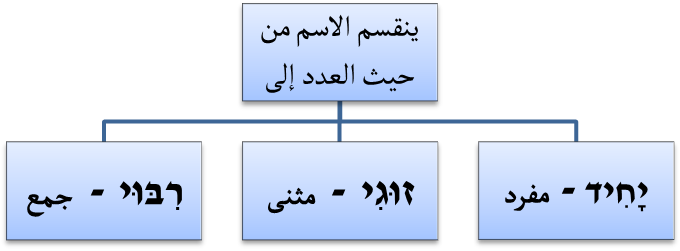 ينقسم الاسم من
حيث العدد إلى
יָחִיד - مفرد
זוּגִי - مثنى
רִבּוּי - جمع